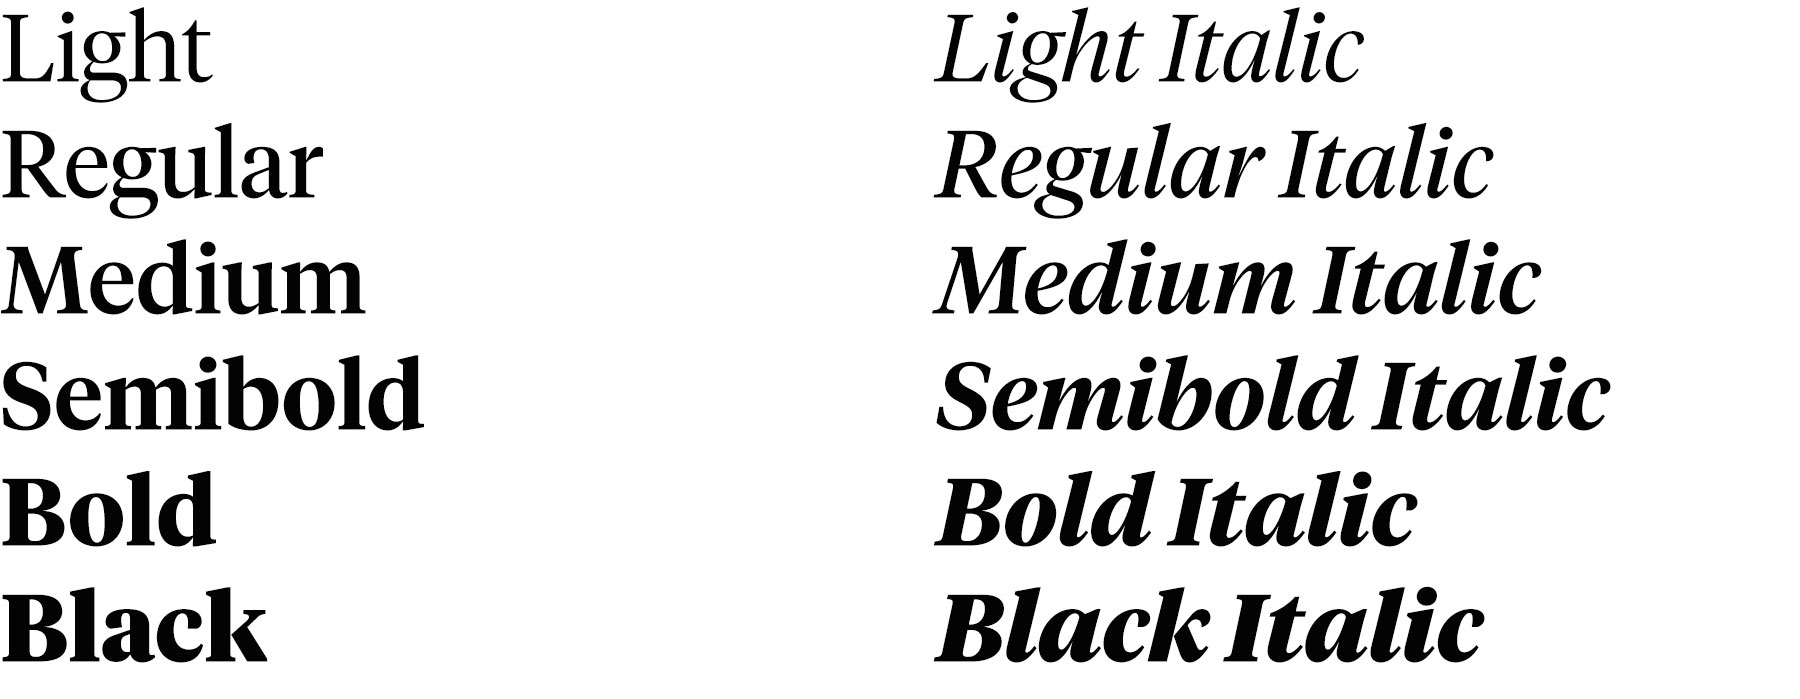 Light
Regular
Medium
Semibold
Bold
Black
Light Italic
Regular Italic
Medium Italic
Semibold Italic
Bold Italic
Black Italic